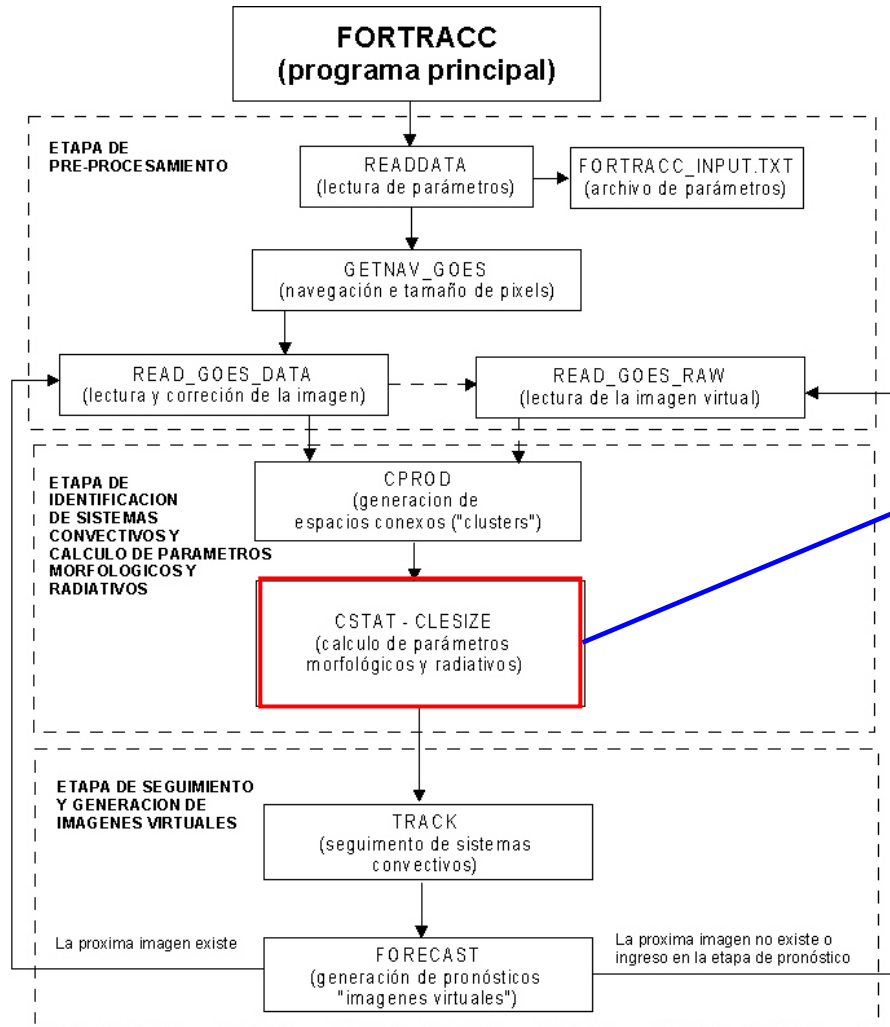 FORTRACC
(programa principal)
ETAPA DE
PRE-PROCESAMIENTO
READDATA
(lectura de parámetros)
FORTRACC_INPUT.TXT
(archivo de parámetros)
GETNAV_GOES
(navegación e tamaño de pixels)
READ_GOES_DATA
(lectura y correción de la imagen)
READ_GOES_RAW
(lectura de la imagen virtual)
ETAPA DE
IDENTIFICACION
DE SISTEMAS
CONVECTIVOS Y
CALCULO DE PARAMETROS
MORFOLOGICOS Y
RADIATIVOS
CPROD
(generacion de
espacios conexos ("clusters")
CSTAT - CLESIZE
(calculo de parámetros
morfológicos y radiativos)
ETAPA DE SEGUIMIENTO
Y GENERACION DE
IMAGENES VIRTUALES
TRACK
(seguimento de sistemas
convectivos)
La proxima imagen existe
FORECAST
(generación de pronósticos
"imagenes virtuales")
La proxima imagen no existe o
ingreso en la etapa de pronóstico